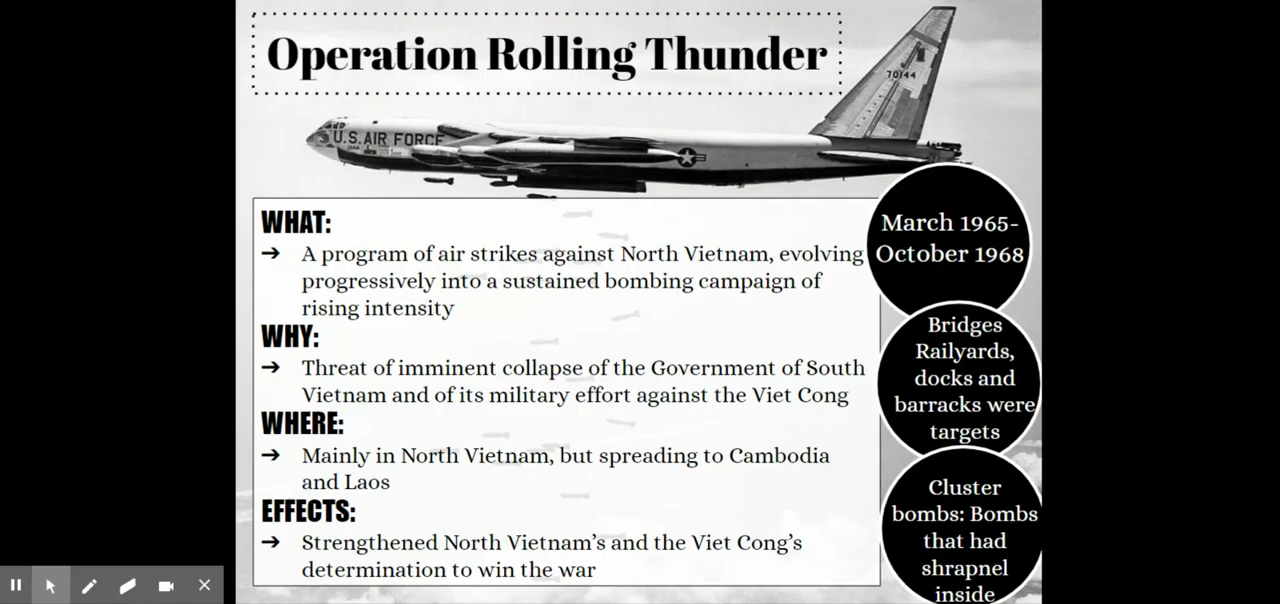 Operation Rolling Thunder
70144
U.S. AIR FORCE
WHAT:
➔ A program of air strikes against North Vietnam, evolving
progressively into a sustained bombing campaign of
rising intensity
WHY:
➔ Threat of imminent collapse of the Government of South
Vietnam and of its military effort against the Viet Cong
WHERE:
➔ Mainly in North Vietnam, but spreading to Cambodia
and Laos
EFFECTS:
➔ Strengthened North Vietnam’s and the Viet Cong’s
determination to win the war
March 1965-
October 1968
Bridges
Railyards,
docks and
barracks were
targets
Cluster
bombs: Bombs
that had
shrapnel
inside